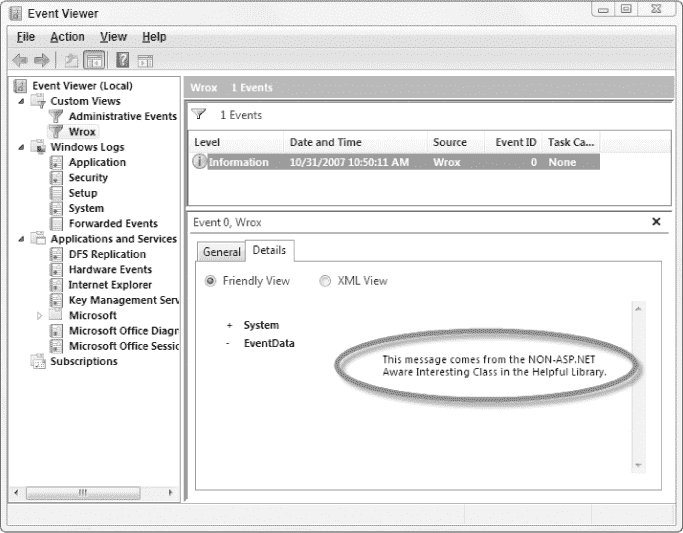 Event Viewer
File Action View Help
Event Viewer (Local)
Custom Views
Administrative Events
Wrox
Windows Logs
Application
Security
Setup
System
Forwarded Events
Applications and Services
DFS Replication
Hardware Events
Internet Explorer
Key Management Serv
Microsoft
Microsoft Office Diagr
Microsoft Office Sessic
Subscriptions
Wrox 1 Events
1 Events
Level Date and Time Source Event ID Task Ca...
Information 10/31/2007 10:50:11 AM Wrox 0 None
Event 0, Wrox
General Details
Friendly View XML View
+ System
- EventData
This message comes from the NON-ASP.NET
Aware Interesting Class in the Helpful Library.